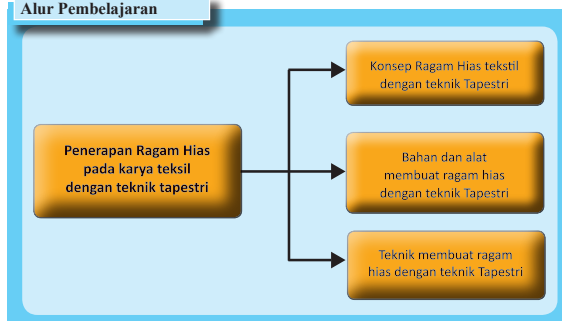 Alur Pembelajaran
Penerapan Ragam Hias
pada karya teksil
dengan teknik tapestri
Konsep Ragam Hias tekstil
dengan teknik Tapestri
Bahan dan alat
membuat ragam hias
dengan teknik Tapestri
Teknik membuat ragam
hias dengan teknik Tapestri